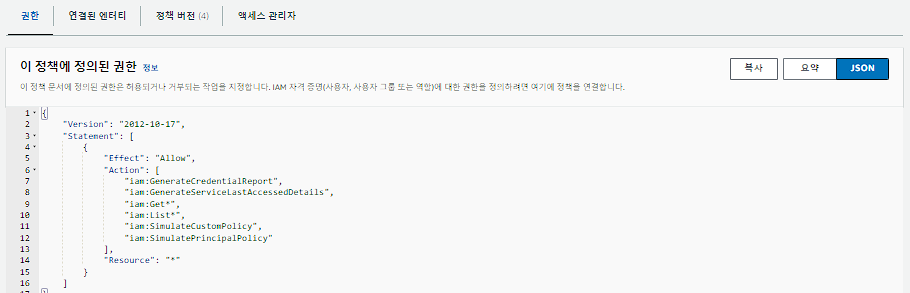 권한 연결된 엔터티 정책 버전 (4) 액세스 관리자
이 정책에 정의된 권한 정보
복사 요약 JSON
이 정책 문서에 정의된 권한은 허용되거나 거부되는 작업을 지정합니다. IAM 자격 증명(사용자, 사용자 그룹 또는 역할)에 대한 권한을 정의하려면 여기에 정책을 연결합니다.
1 {
2 "Version": "2012-10-17",
3 "Statement": [
4 {
5 "Effect": "Allow",
6 "Action": [
7 "iam:GenerateCredentialReport",
8 "iam:GenerateServiceLastAccessedDetails",
9 "iam:Get*",
10 "iam:List*",
11 "iam:SimulateCustomPolicy",
12 "iam:SimulatePrincipalPolicy"
13 ],
14 "Resource": "*"
15 }
16 ]
17 }